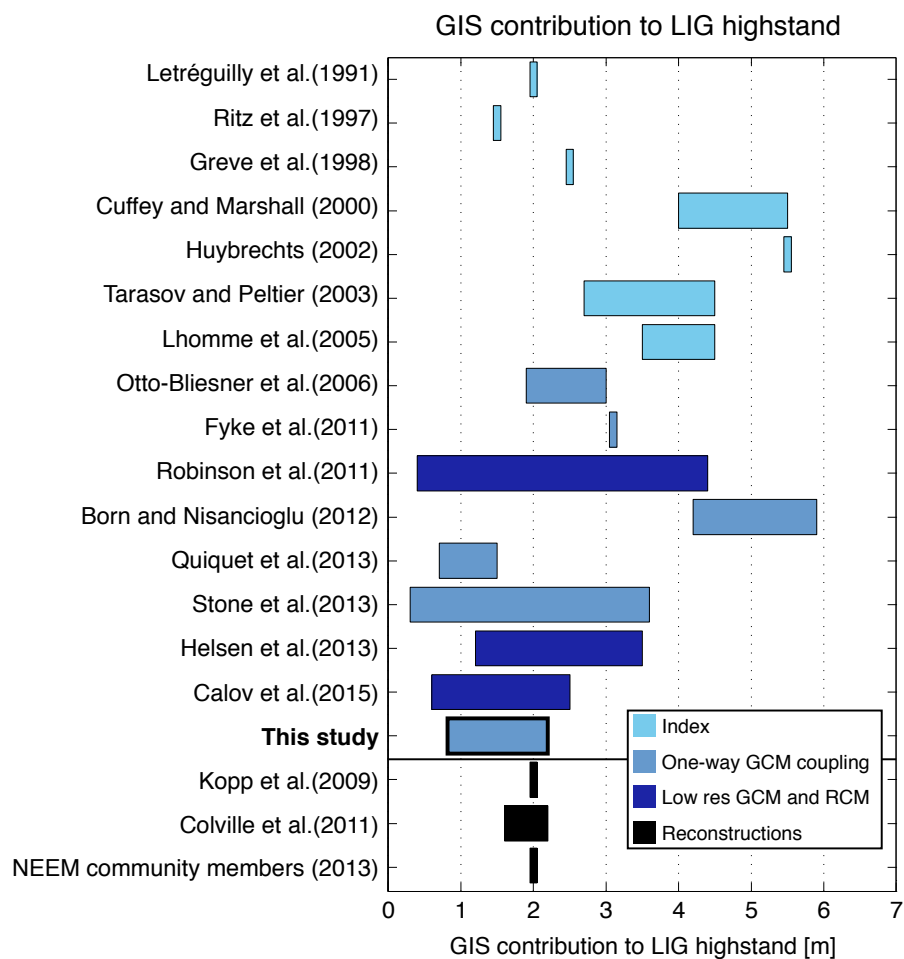 GIS contribution to LIG highstand
Letréguilly et al.(1991)
Ritz et al.(1997)
Greve et al.(1998)
Cuffey and Marshall (2000)
Huybrechts (2002)
Tarasov and Peltier (2003)
Lhomme et al.(2005)
Otto-Bliesner et al.(2006)
Fyke et al.(2011)
Robinson et al.(2011)
Born and Nisancioglu (2012)
Quiquet et al.(2013)
Stone et al.(2013)
Helsen et al.(2013)
Calov et al.(2015)
This study
Kopp et al.(2009)
Colville et al.(2011)
NEEM community members (2013)
Index
One-way GCM coupling
Low res GCM and RCM
Reconstructions
0 1 2 3 4 5 6 7
GIS contribution to LIG highstand [m]